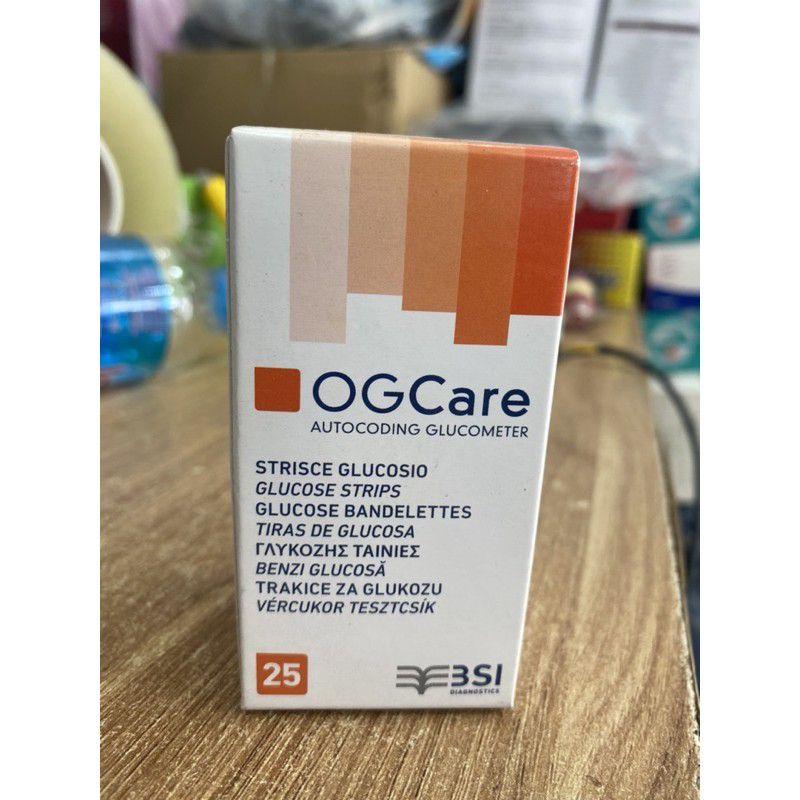 OGCare
AUTOCODING GLUCOMETER
STRISCE GLUCOSIO
GLUCOSE STRIPS
GLUCOSE BANDELETTES
TIRAS DE GLUCOSA
ΓΛΥΚΟΖΗΣ ΤΑΙΝΙΕΣ
BENZI GLUCOSĂ
TRAKICE ZA GLUKOZU
VÉRCUKOR TESZTCSÍK
25
BSI
DIAGNOSTICS